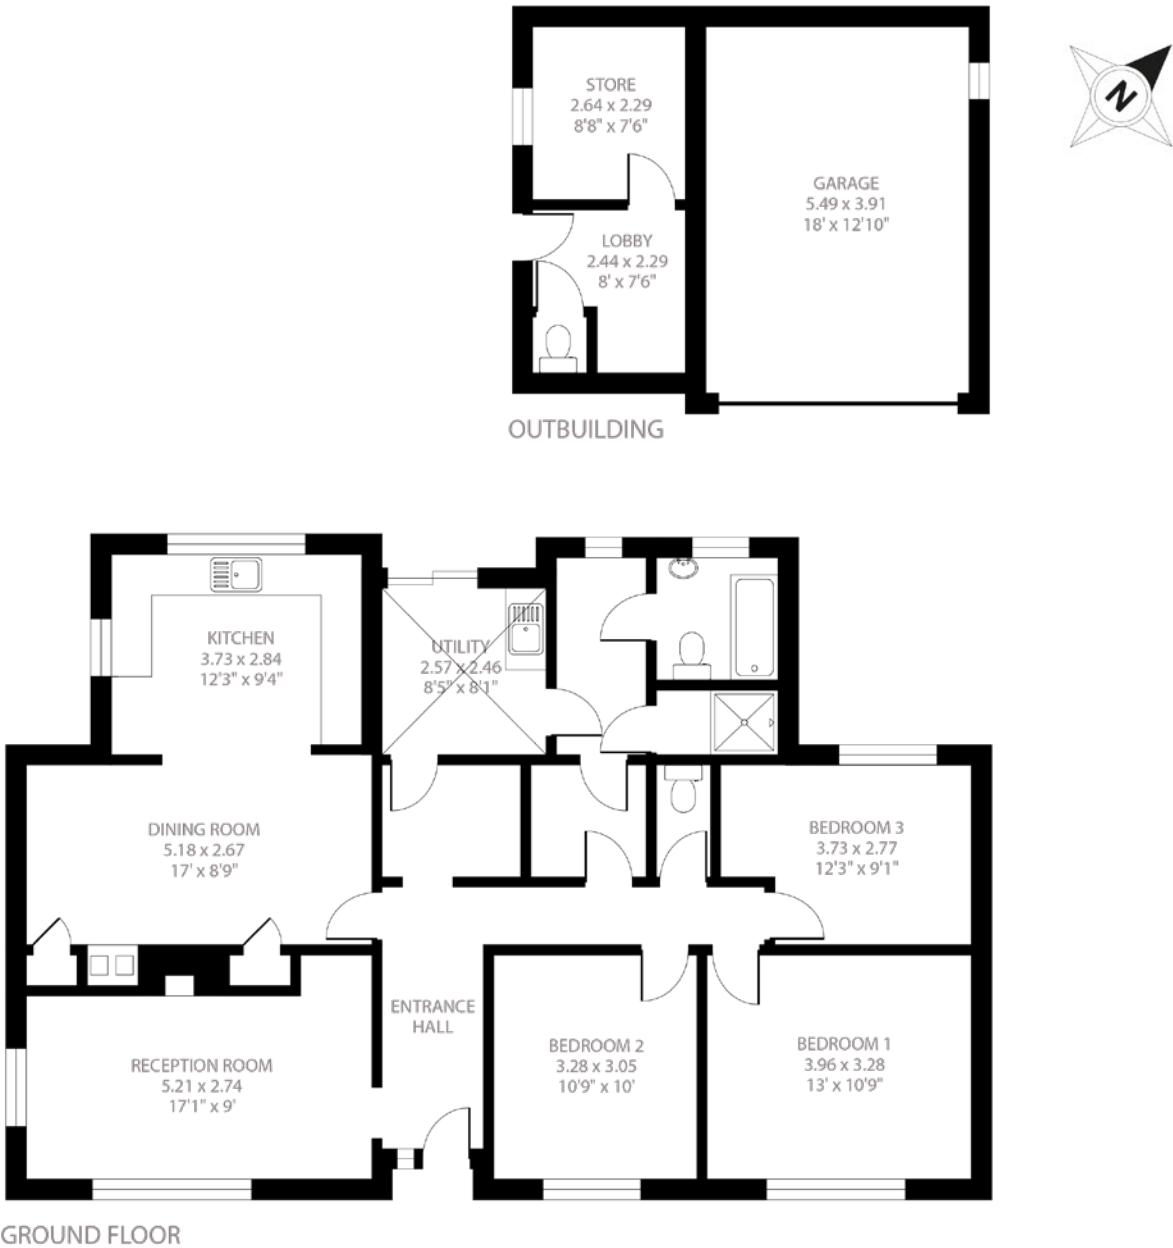 STORE
2.64 x 2.29
8'8" x 7'6"
N
GARAGE
5.49 x 3.91
18' x 12'10"
LOBBY
2.44 x 2.29
8' x 7'6"
OUTBUILDING
KITCHEN
3.73 x 2.84
12'3" x 9'4"
UTILITY
2.57 x 2.46
8'5" x 8'1"
DINING ROOM
5.18 x 2.67
17' x 8'9"
BEDROOM 3
3.73 x 2.77
12'3" x 9'1"
ENTRANCE
HALL
RECEPTION ROOM
5.21 x 2.74
17'1" x 9'
BEDROOM 2
3.28 x 3.05
10'9" x 10'
BEDROOM 1
3.96 x 3.28
13' x 10'9"
GROUND FLOOR